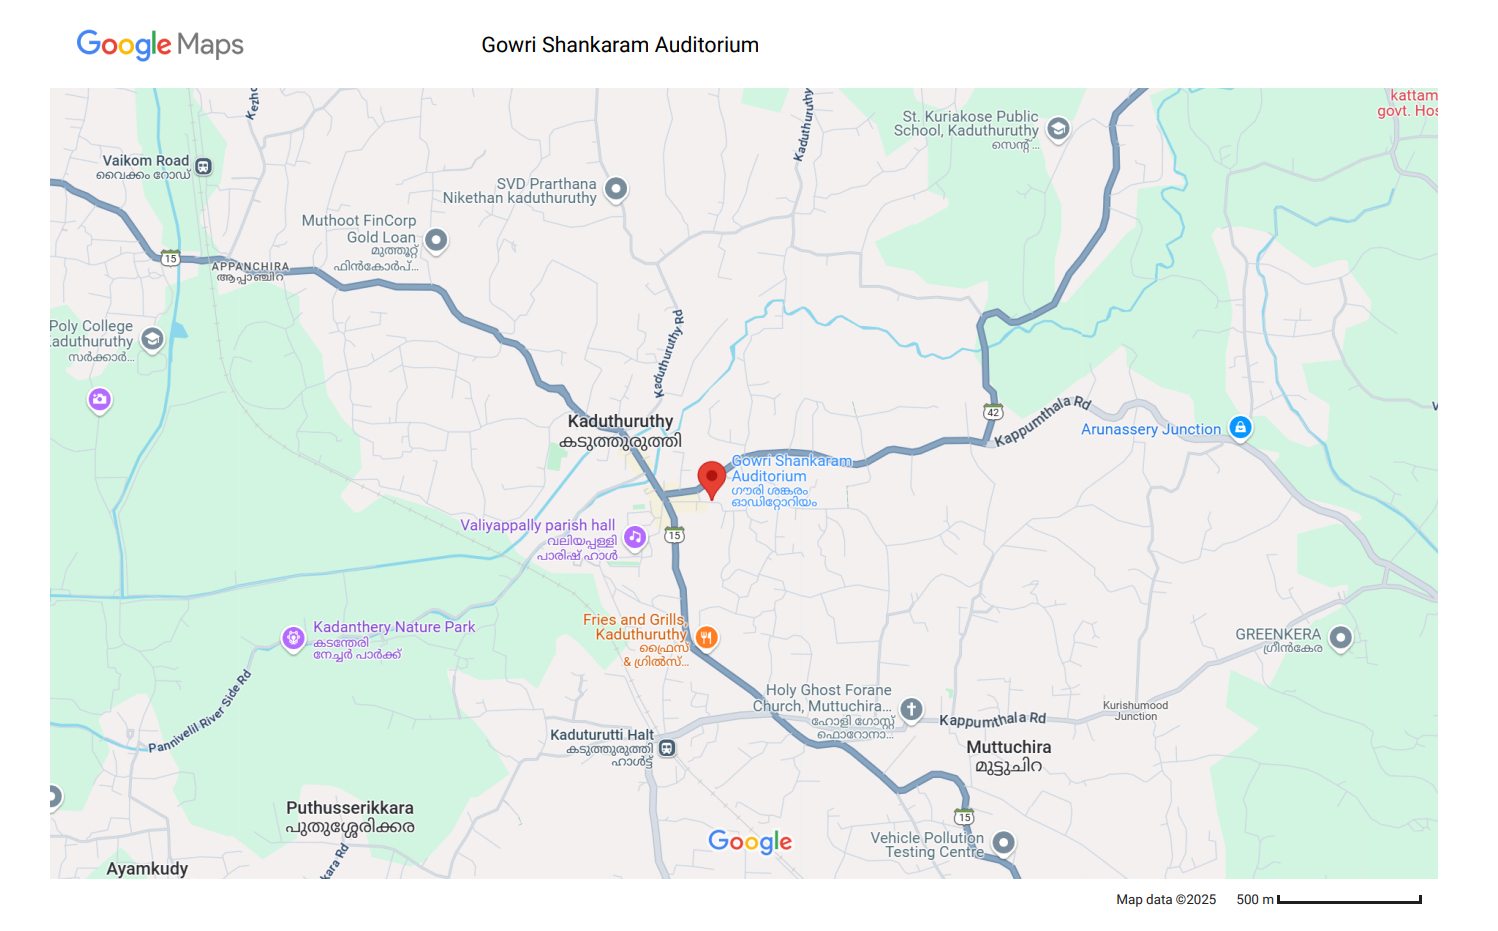 Google Maps
Gowri Shankaram Auditorium
Kaduthuruthy
kattam
govt. Hos
St. Kuriakose Public
School, Kaduthuruthy
സെന്റ് ...
Vaikom Road
വൈക്കം റോഡ്
SVD Prarthana
Nikethan kaduthuruthy
Muthoot FinCorp
Gold Loan
മുത്തൂറ്റ്
ഫിൻകോർപ്...
15
APPANCHIRA
ആപ്പാഞ്ചിറ
Poly College
aduthuruthy
സർക്കാർ...
Kaduthuruthy Rd
42
Kappumthala Rd
Arunassery Junction
Kaduthuruthy
കടുത്തുരുത്തി
Gowri Shankaram
Auditorium
ഗൗരി ശങ്കരം
ഓഡിറ്റോറിയം
Valiyappally parish hall
വലിയപ്പള്ളി
പാരിഷ് ഹാൾ
15
Fries and Grills,
Kaduthuruthy
ഫ്രൈസ്
& ഗ്രിൽസ്...
Kadanthery Nature Park
കടന്തേരി
നേച്ചർ പാർക്ക്
GREENKERA
ഗ്രീൻകേര
Pannivelil River Side Rd
Holy Ghost Forane
Church, Muttuchira...
ഹോളി ഗോസ്റ്റ്
ഫൊറോനാ...
Kappumthala Rd
Kurishumood
Junction
Kaduturutti Halt
കടുത്തുരുത്തി
ഹാൾട്ട്
Muttuchira
മുട്ടുചിറ
Puthusserikkara
പുതുശ്ശേരിക്കര
15
Google
Vehicle Pollution
Testing Centre
Ayamkudy
kara Rd
Map data ©2025
500 m